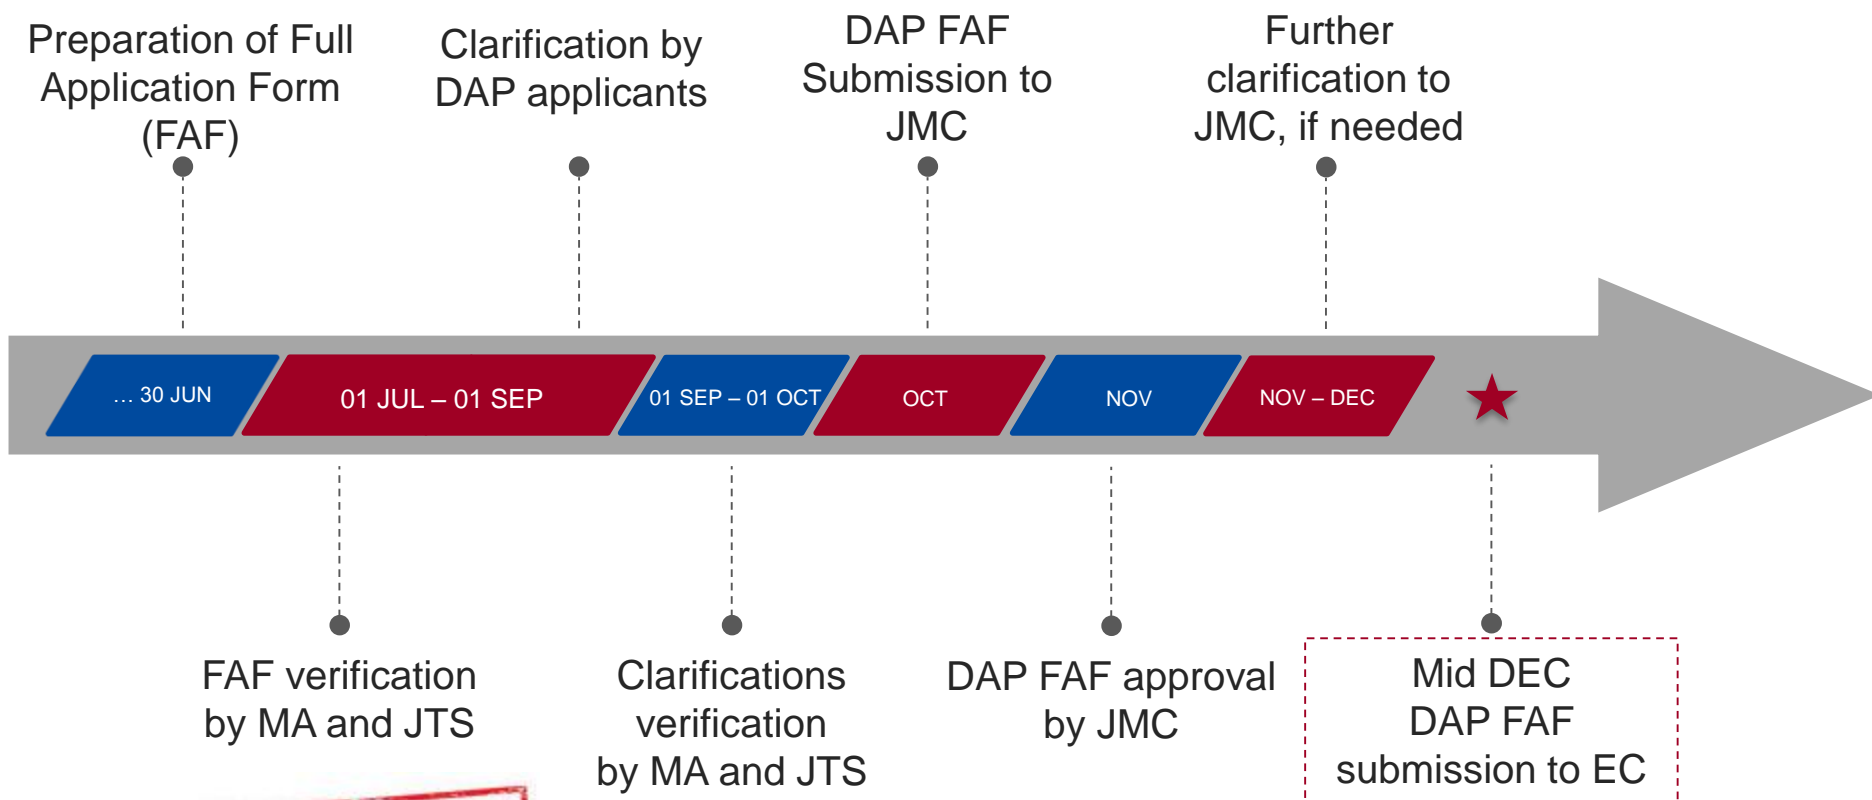 Preparation of Full
Application Form
(FAF)
Clarification by
DAP applicants
DAP FAF
Submission to
JMC
Further
clarification to
JMC, if needed
... 30 JUN
01 JUL – 01 SEP
01 SEP – 01 OCT
OCT
NOV
NOV – DEC
FAF verification
by MA and JTS
Clarifications
verification
by MA and JTS
DAP FAF approval
by JMC
Mid DEC
DAP FAF
submission to EC